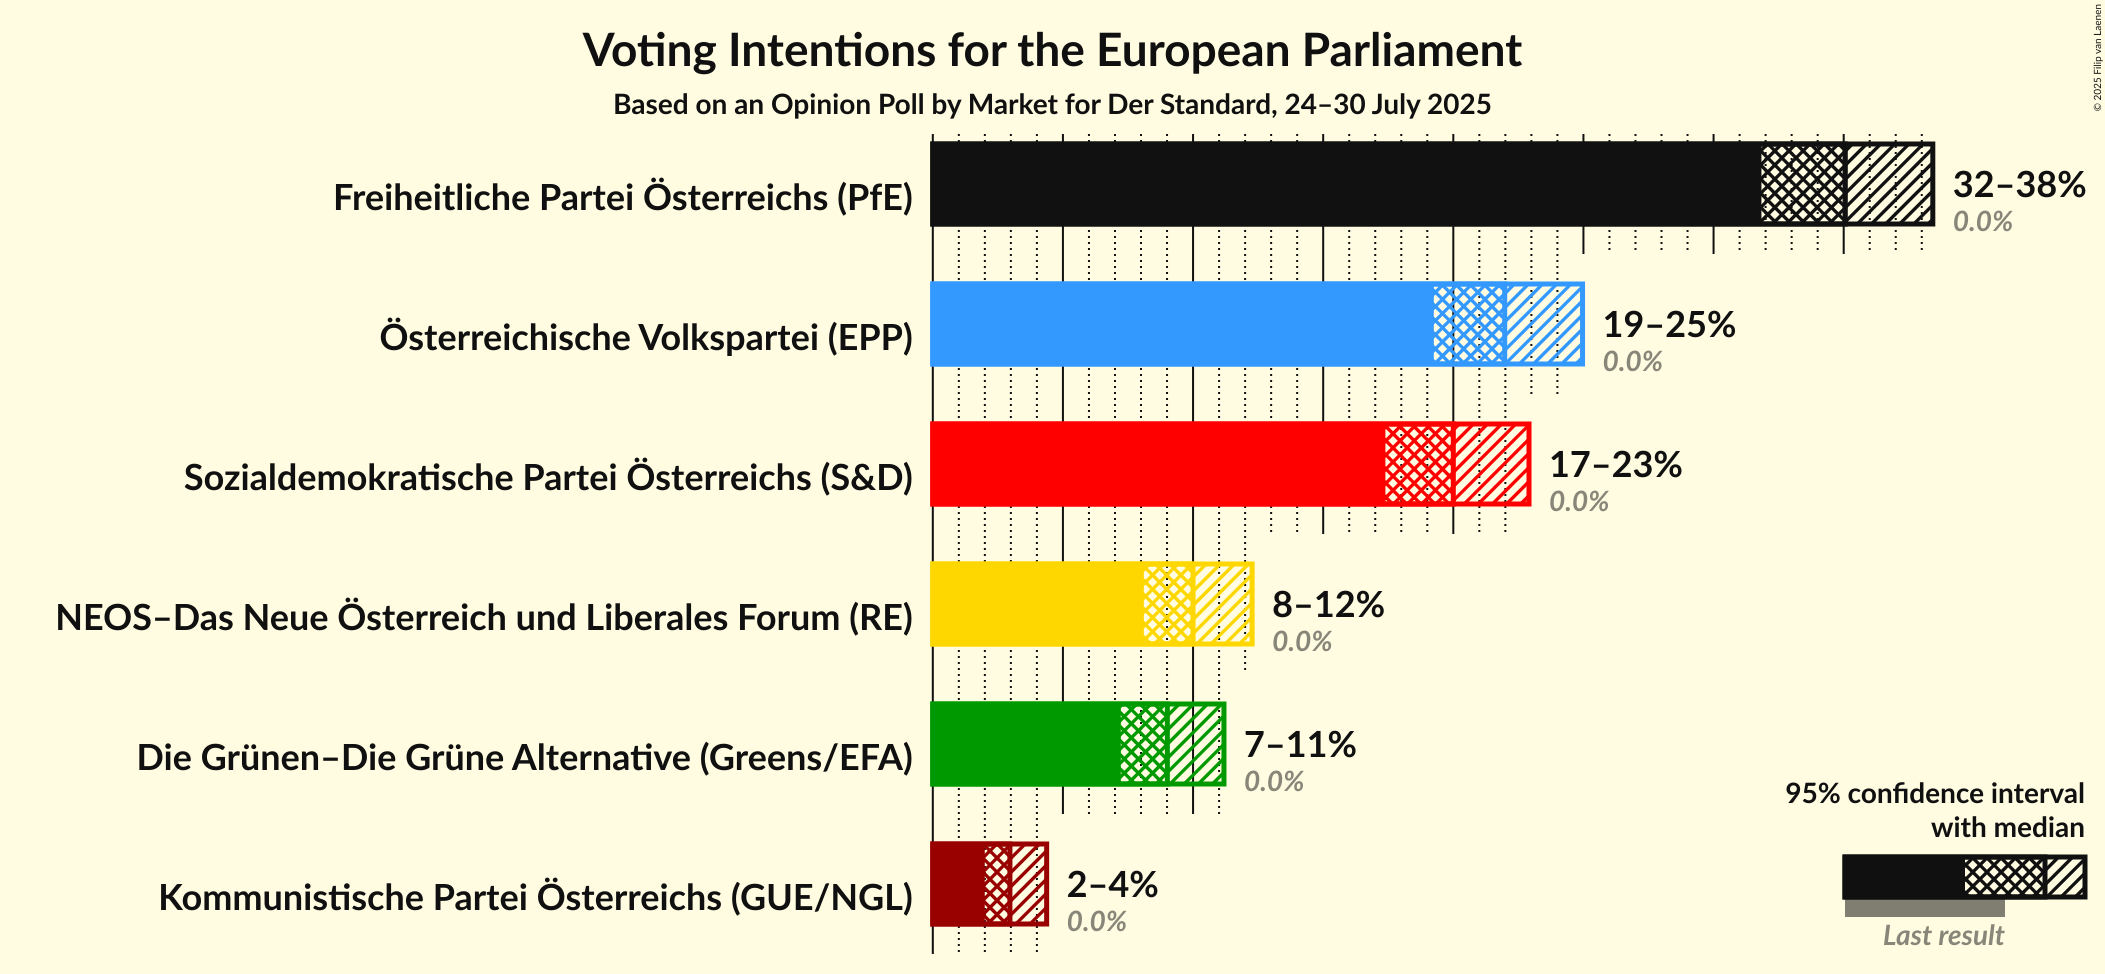 Voting Intentions for the European Parliament
Based on an Opinion Poll by Market for Der Standard, 24–30 July 2025
© 2025 Filip van Laenen
Freiheitliche Partei Österreichs (PfE)
32–38%
0.0%
Österreichische Volkspartei (EPP)
19–25%
0.0%
Sozialdemokratische Partei Österreichs (S&D)
17–23%
0.0%
NEOS–Das Neue Österreich und Liberales Forum (RE)
8–12%
0.0%
Die Grünen–Die Grüne Alternative (Greens/EFA)
7–11%
0.0%
Kommunistische Partei Österreichs (GUE/NGL)
2–4%
0.0%
95% confidence interval
with median
Last result